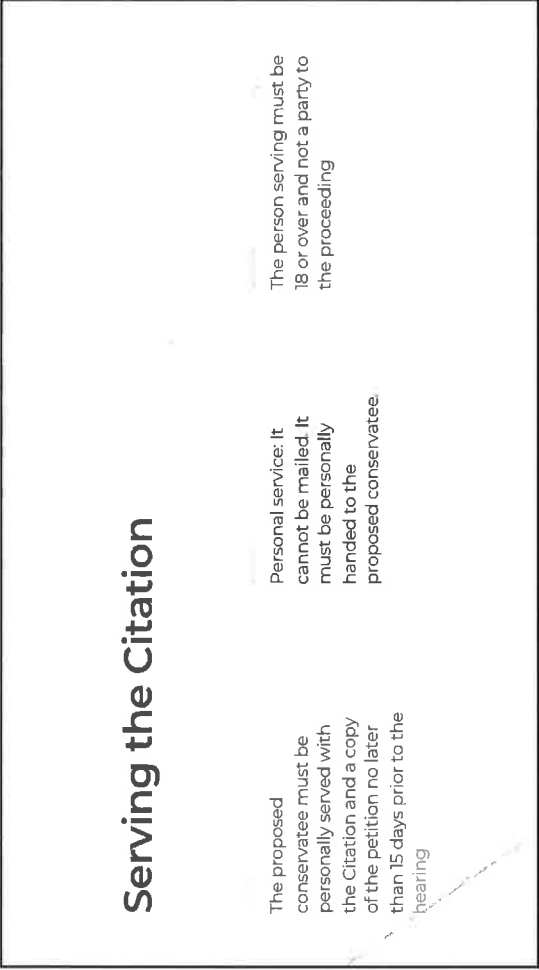 Serving the Citation
The proposed
conservatee must be
personally served with
the Citation and a copy
of the petition no later
than 15 days prior to the
hearing
Personal service: It
cannot be mailed. It
must be personally
handed to the
proposed conservatee.
The person serving must be
18 or over and not a party to
the proceeding